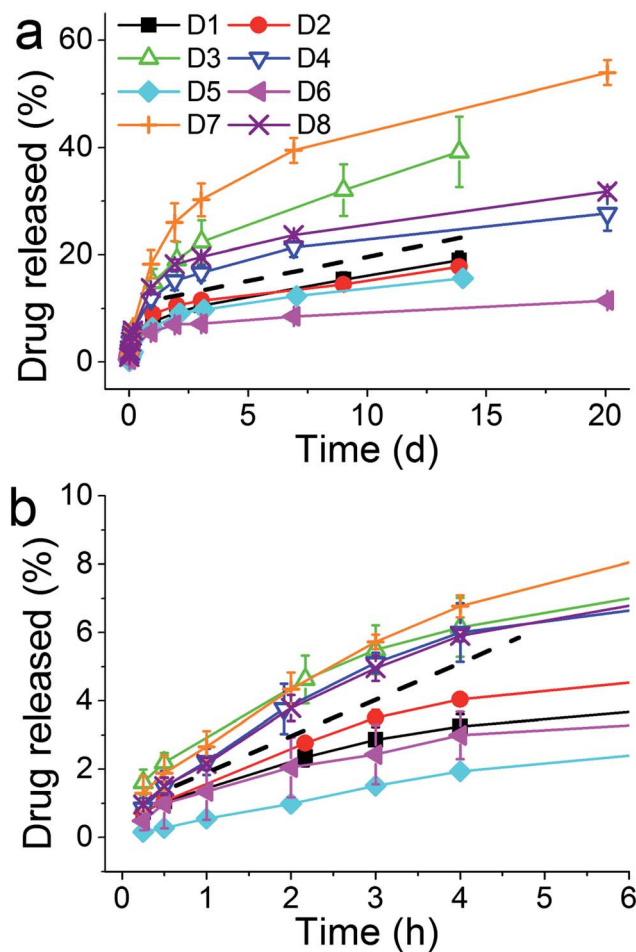 a
60
40
20
0
Drug released (%)
D1 D2
D3 D4
D5 D6
D7 D8
0 5 10 15 20
Time (d)
b
10
8
6
4
2
0
Drug released (%)
0 1 2 3 4 5 6
Time (h)